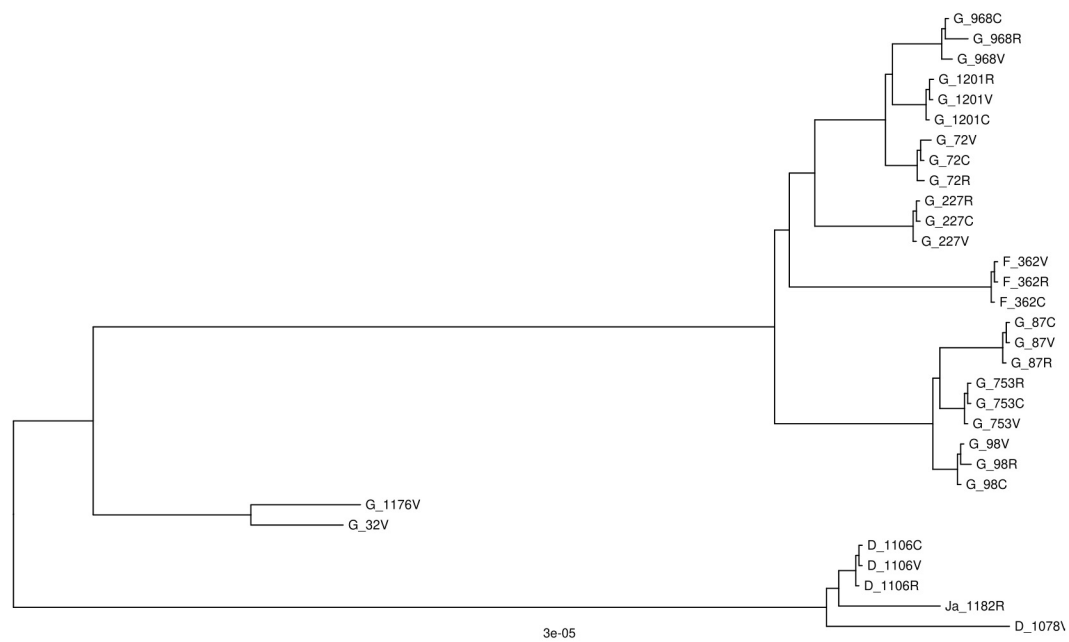 G_968C
G_968R
G_968V
G_1201R
G_1201V
G_1201C
G_72V
G_72C
G_72R
G_227R
G_227C
G_227V
F_362V
F_362R
F_362C
G_87C
G_87V
G_87R
G_753R
G_753C
G_753V
G_98V
G_98R
G_98C
G_1176V
G_32V
D_1106C
D_1106V
D_1106R
Ja_1182R
D_1078V
3e-05